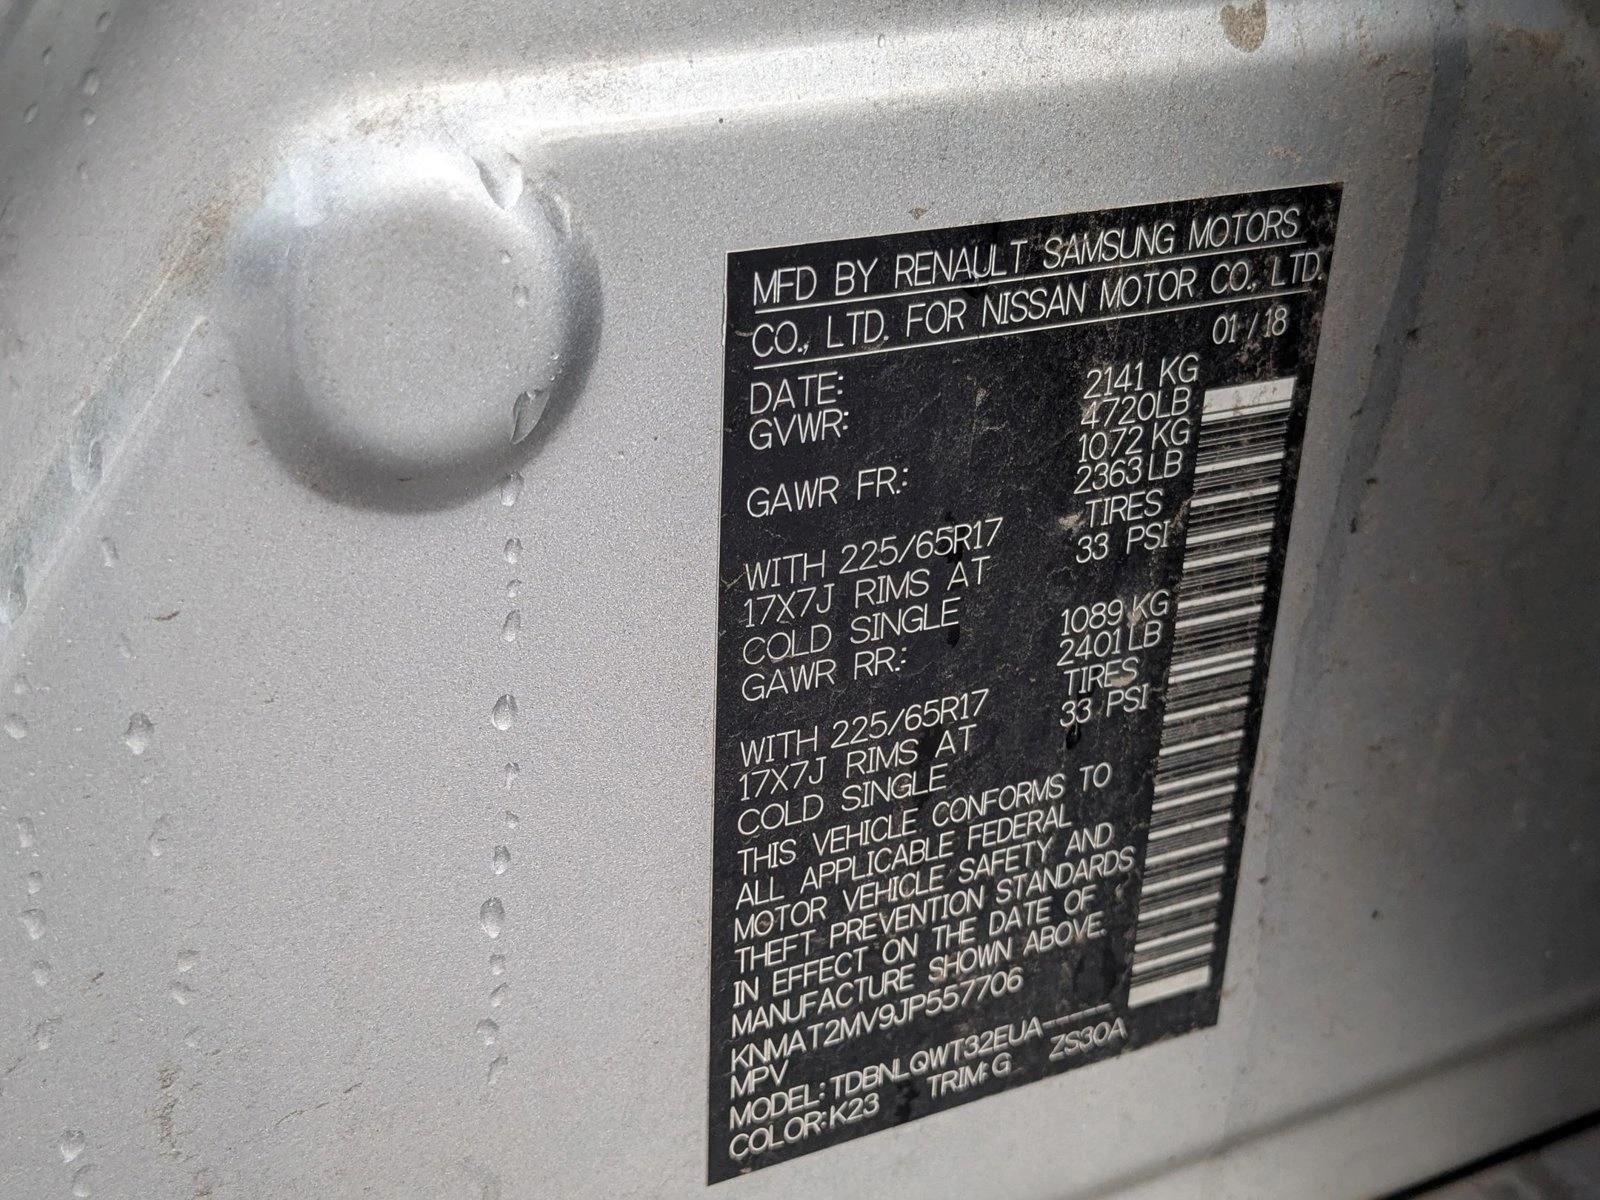 MFD BY RENAULT SAMSUNG MOTORS
CO., LTD. FOR NISSAN MOTOR CO., LTD.
DATE: 01 / 18
GVWR: 2141 KG
4720LB
GAWR FR.: 1072 KG
2363 LB
WITH 225/65R17 TIRES
17X7J RIMS AT 33 PSI
COLD SINGLE
GAWR RR.: 1089 KG
2401 LB
WITH 225/65R17 TIRES
17X7J RIMS AT 33 PSI
COLD SINGLE
THIS VEHICLE CONFORMS TO
ALL APPLICABLE FEDERAL
MOTOR VEHICLE SAFETY AND
THEFT PREVENTION STANDARDS
IN EFFECT ON THE DATE OF
MANUFACTURE SHOWN ABOVE.
KNMAT2MV9JP557706
MPV
MODEL: TDBNLQWT32EUA-----
COLOR: K23 TRIM: G ZS30A